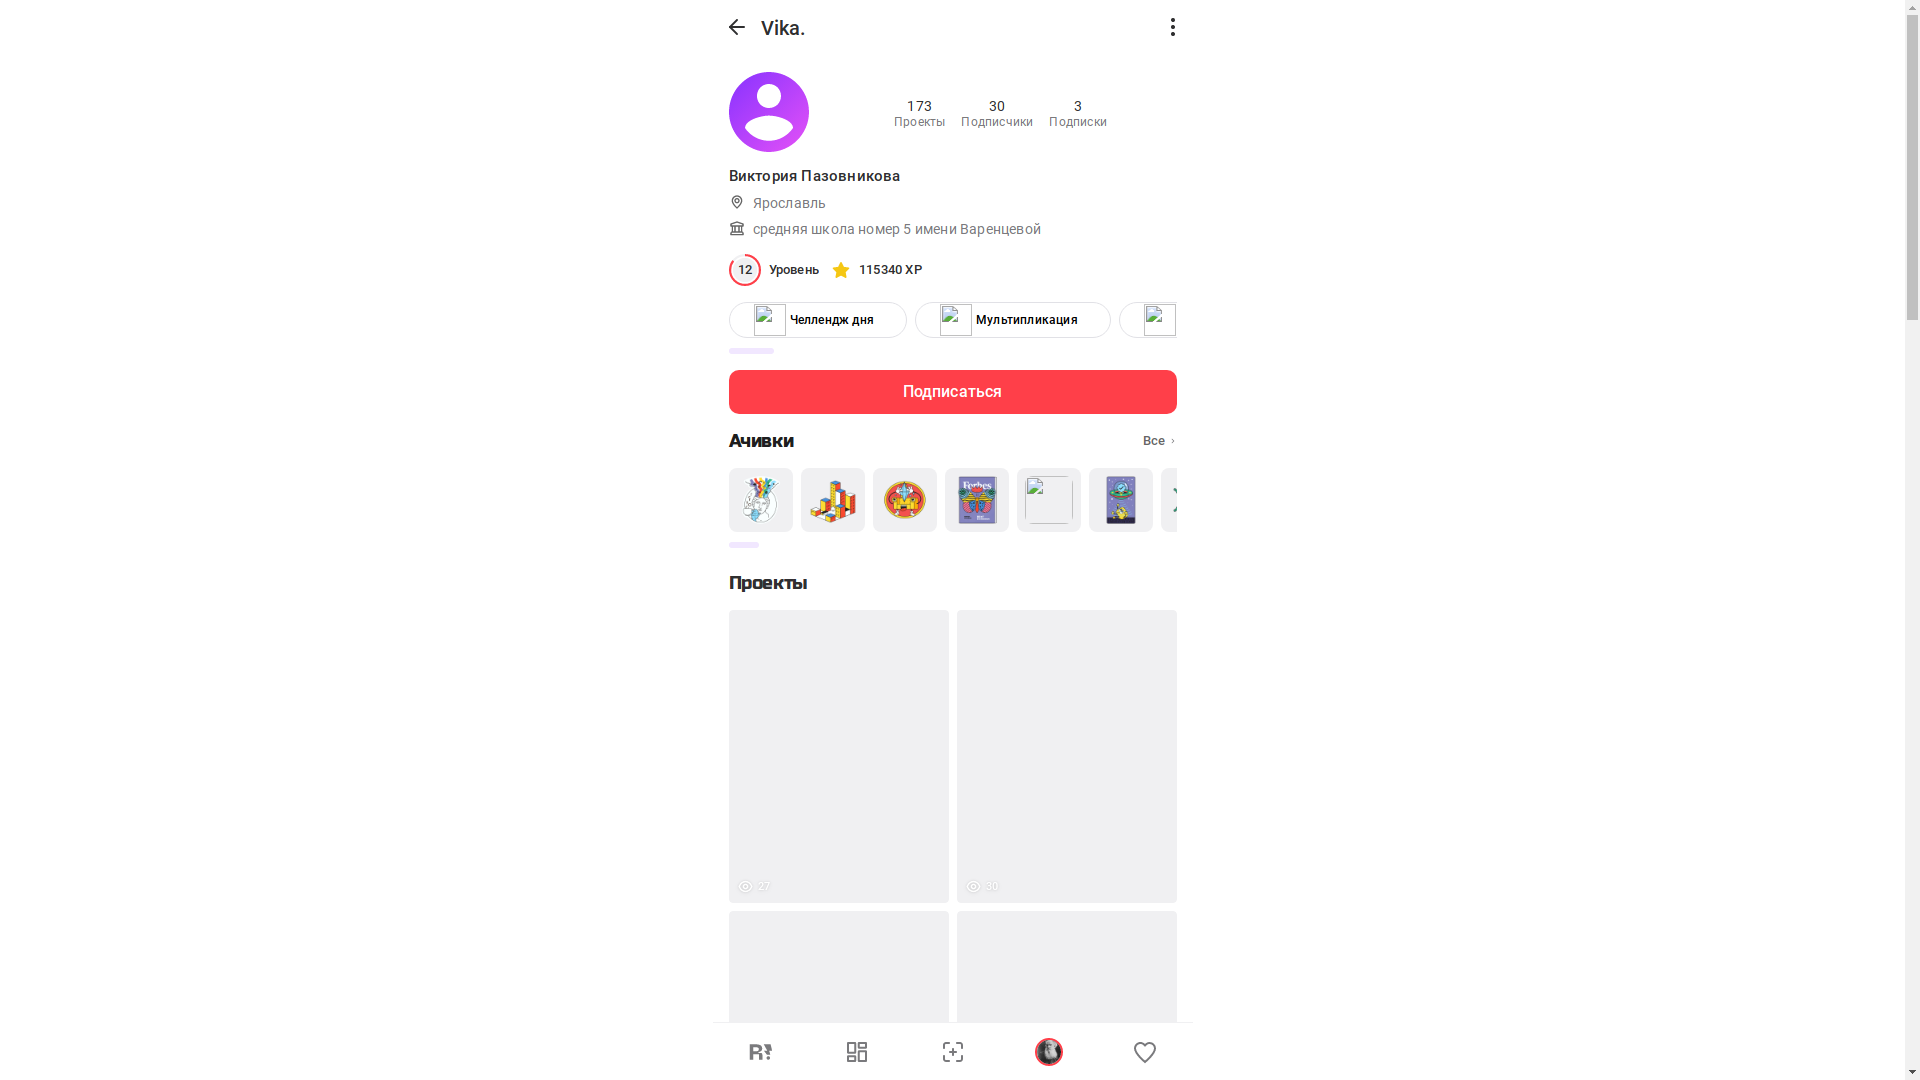 Vika.
173
Проекты
30
Подписчики
3
Подписки
Виктория Пазовникова
Ярославль
средняя школа номер 5 имени Варенцевой
12
Уровень
115340 XP
Челлендж дня
Мультипликация
Подписаться
Ачивки
Все
Forbes
Проекты
27
30
R!